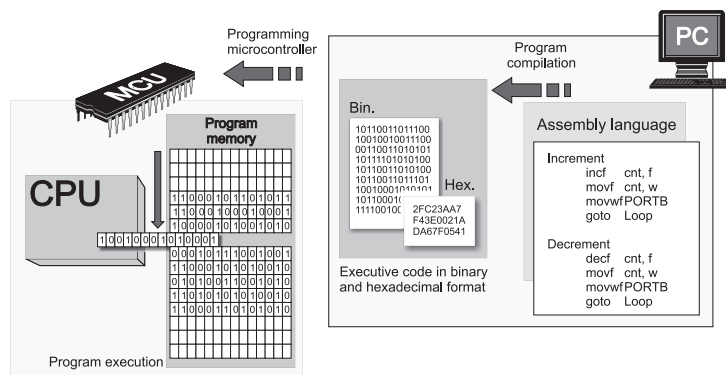 Programming
microcontroller
PC
Program
compilation
MCU
Bin.
10110011011100
10010010011100
00110011010101
10111101010100
10110011011101
Hex.
2FC23AA7
F43E0021A
DA67F0541
Executive code in binary
and hexadecimal format
Assembly language
Increment
incf cnt, f
movf cnt, w
movwf PORTB
goto Loop
Decrement
decf cnt, f
movf cnt, w
movwf PORTB
goto Loop
Program
memory
CPU
10010001010001
Program execution